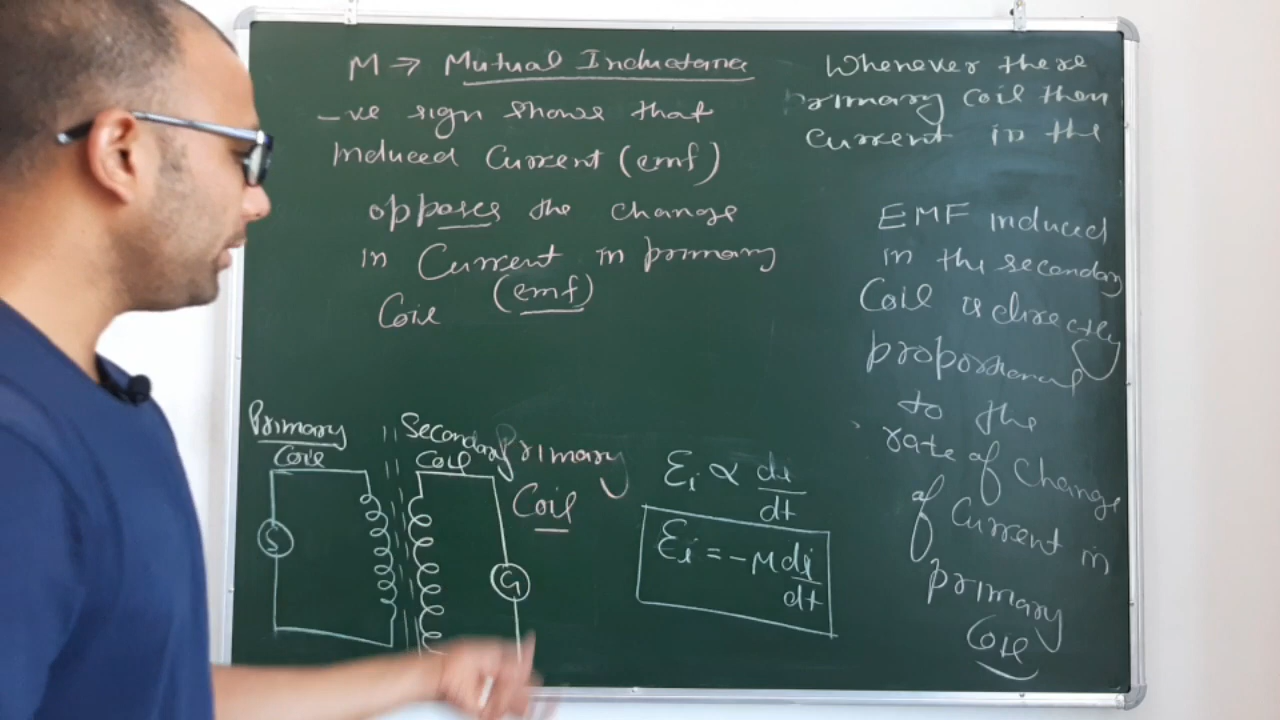 M → Mutual Inductance
-ve sign shows that
Induced Current (emf)
opposes the change
in Current in primary
Coil (emf)
Whenever there
primary coil then
current in the
EMF induced
in the secondary
Coil is directly
proportional
to the
rate of Change
of Current in
primary
Coil
Primary
Coil
Secondary
Coil
Primary
Coil
S
G
Ɛi ∝ di/dt
Ɛi = -M di/dt